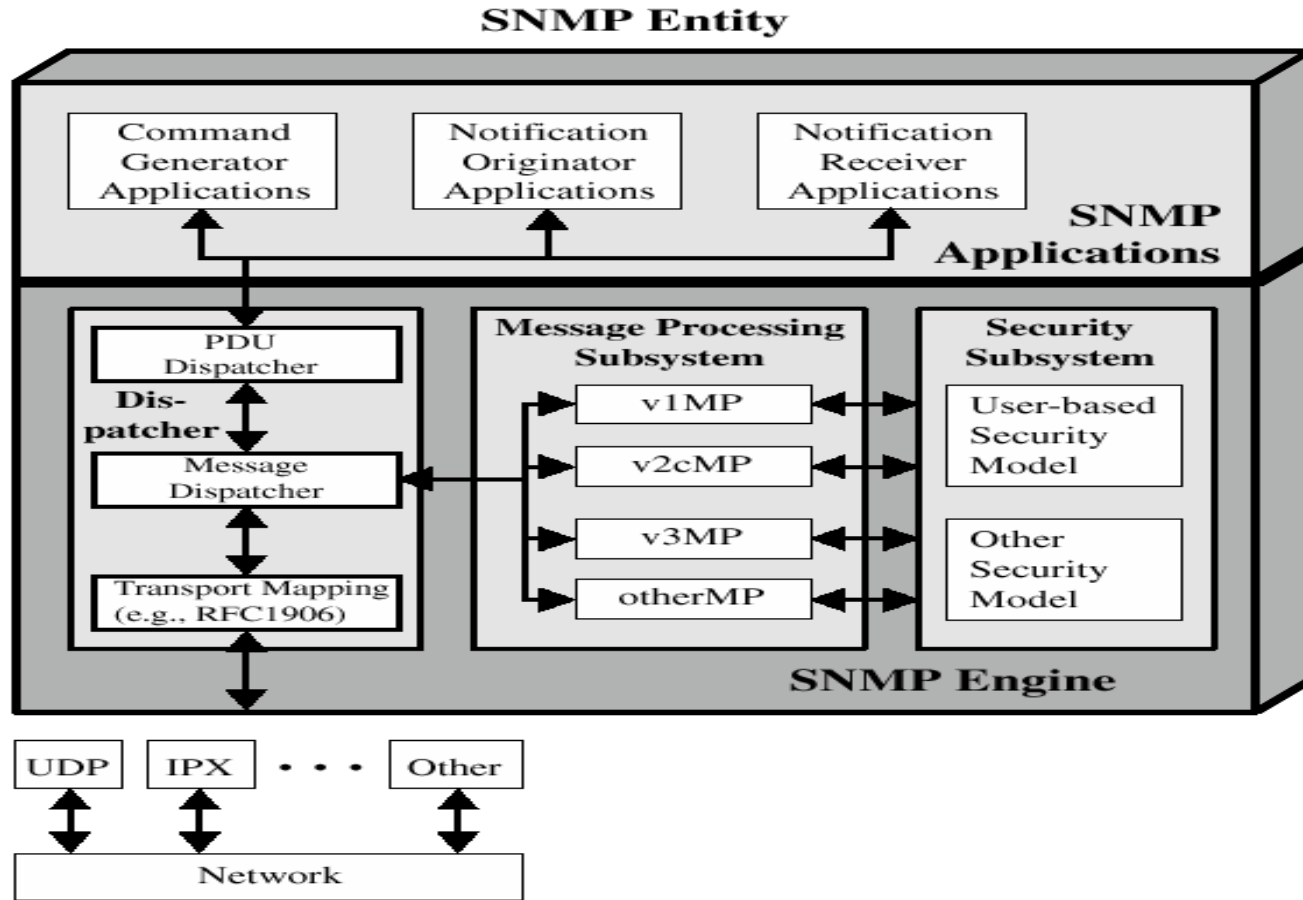 SNMP Entity
Command
Generator
Applications
Notification
Originator
Applications
Notification
Receiver
Applications
SNMP
Applications
PDU
Dispatcher
Dis-
patcher
Message
Dispatcher
Transport Mapping
(e.g., RFC1906)
Message Processing
Subsystem
v1MP
v2cMP
v3MP
otherMP
Security
Subsystem
User-based
Security
Model
Other
Security
Model
SNMP Engine
UDP
IPX
• • •
Other
Network